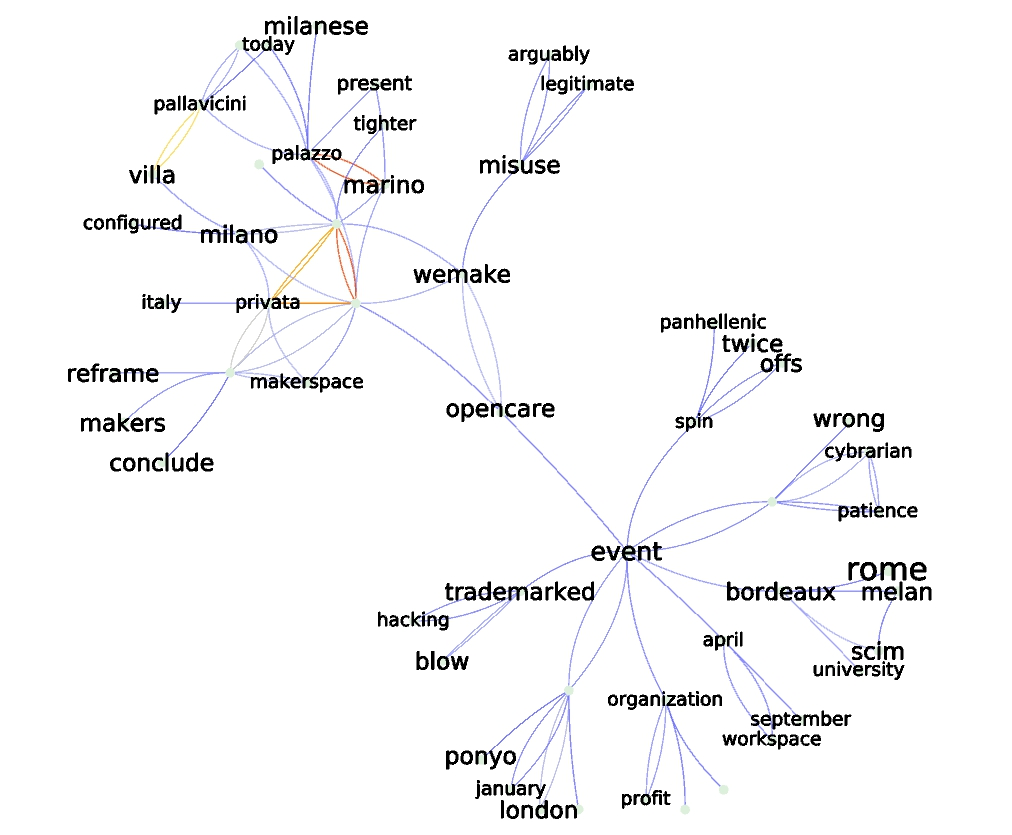 milanese
today
arguably
present
legitimate
pallavicini
tighter
palazzo
misuse
villa
marino
configured
milano
wemake
italy
privata
panhellenic
twice
offs
reframe
makerspace
opencare
makers
spin
wrong
cybrarian
conclude
patience
event
rome
trademarked
bordeaux
melan
hacking
april
scim
blow
university
organization
september
workspace
ponyo
january
profit
london